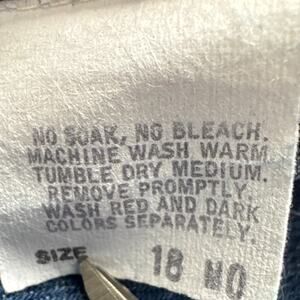 NO SOAK, NO BLEACH.
MACHINE WASH WARM
TUMBLE DRY MEDIUM.
REMOVE PROMPTLY.
WASH RED AND DARK
COLORS SEPARATELY.
SIZE 18 NO